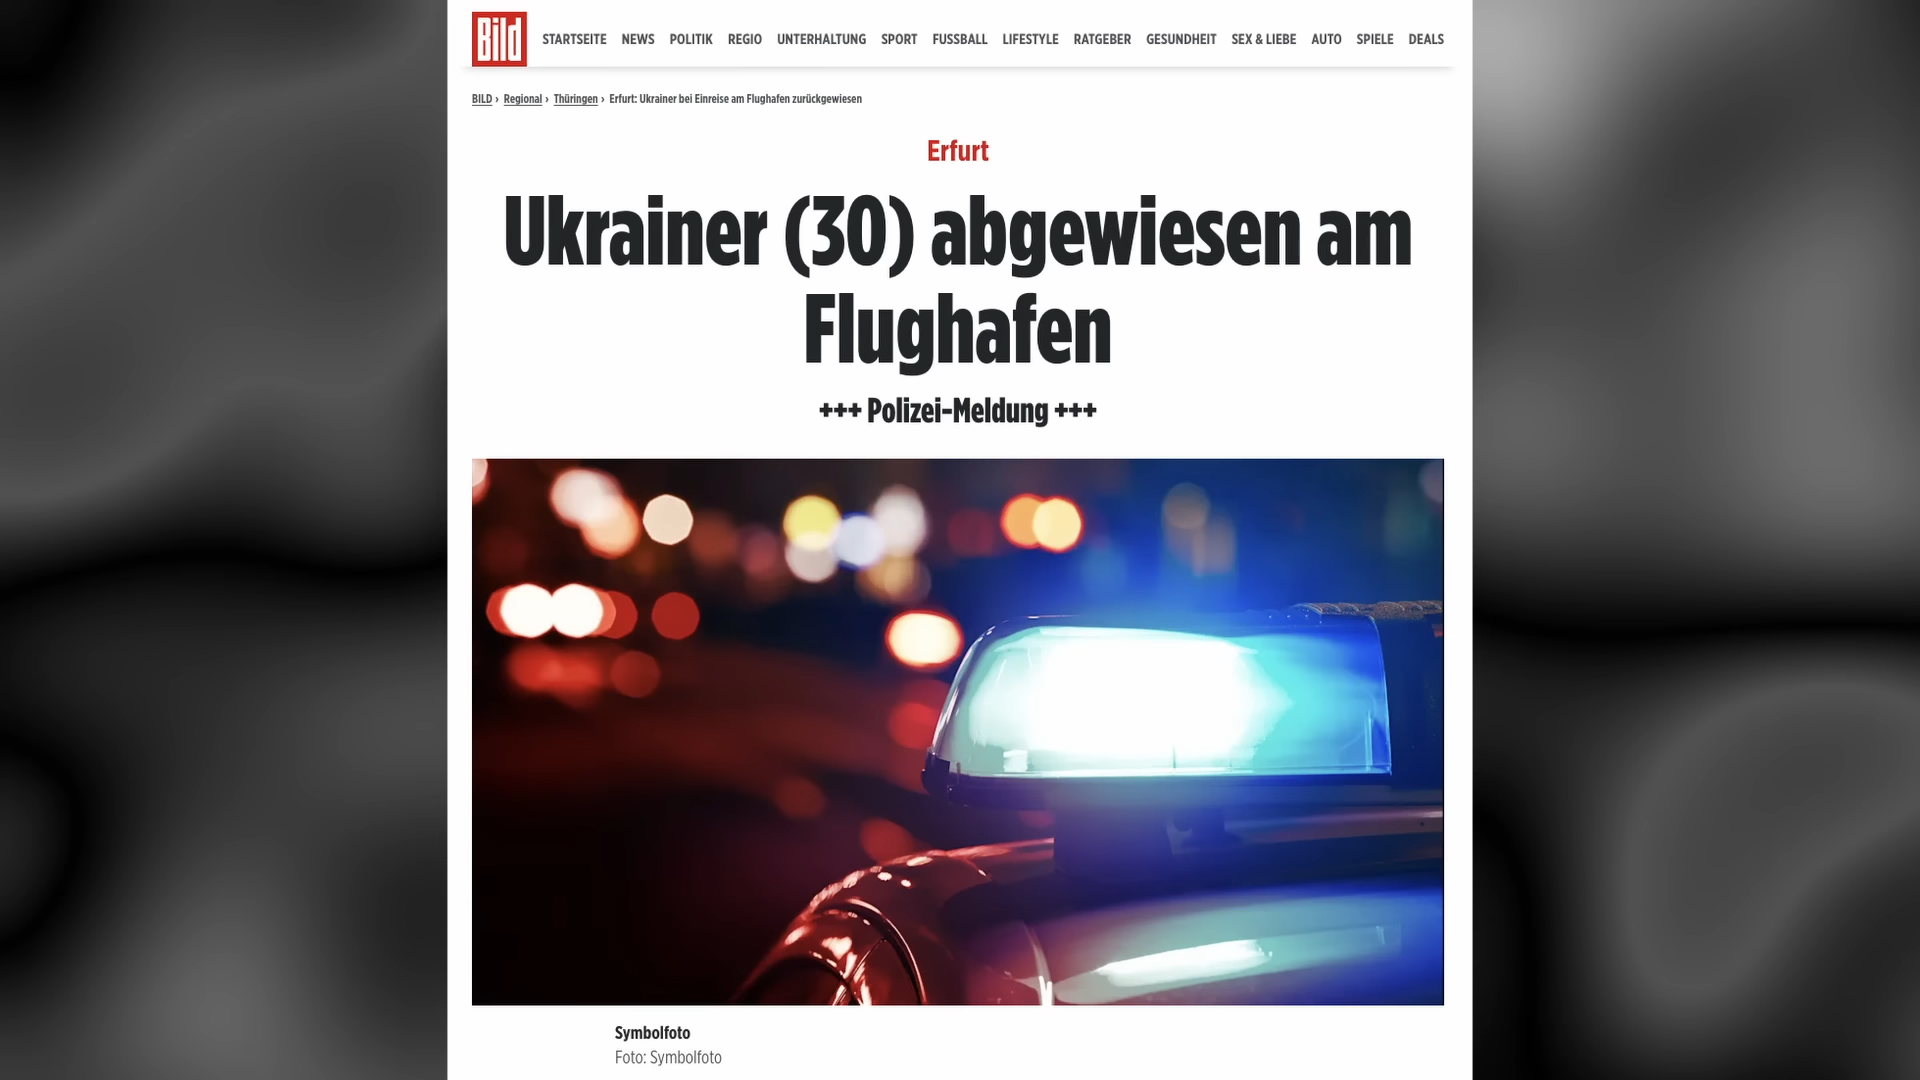 Bild STARTSEITE NEWS POLITIK REGIO UNTERHALTUNG SPORT FUSSBALL LIFESTYLE RATGEBER GESUNDHEIT SEX & LIEBE AUTO SPIELE DEALS
BILD › Regional › Thüringen › Erfurt: Ukrainer bei Einreise am Flughafen zurückgewiesen
Erfurt
Ukrainer (30) abgewiesen am
Flughafen
+++ Polizei-Meldung +++
Symbolfoto
Foto: Symbolfoto